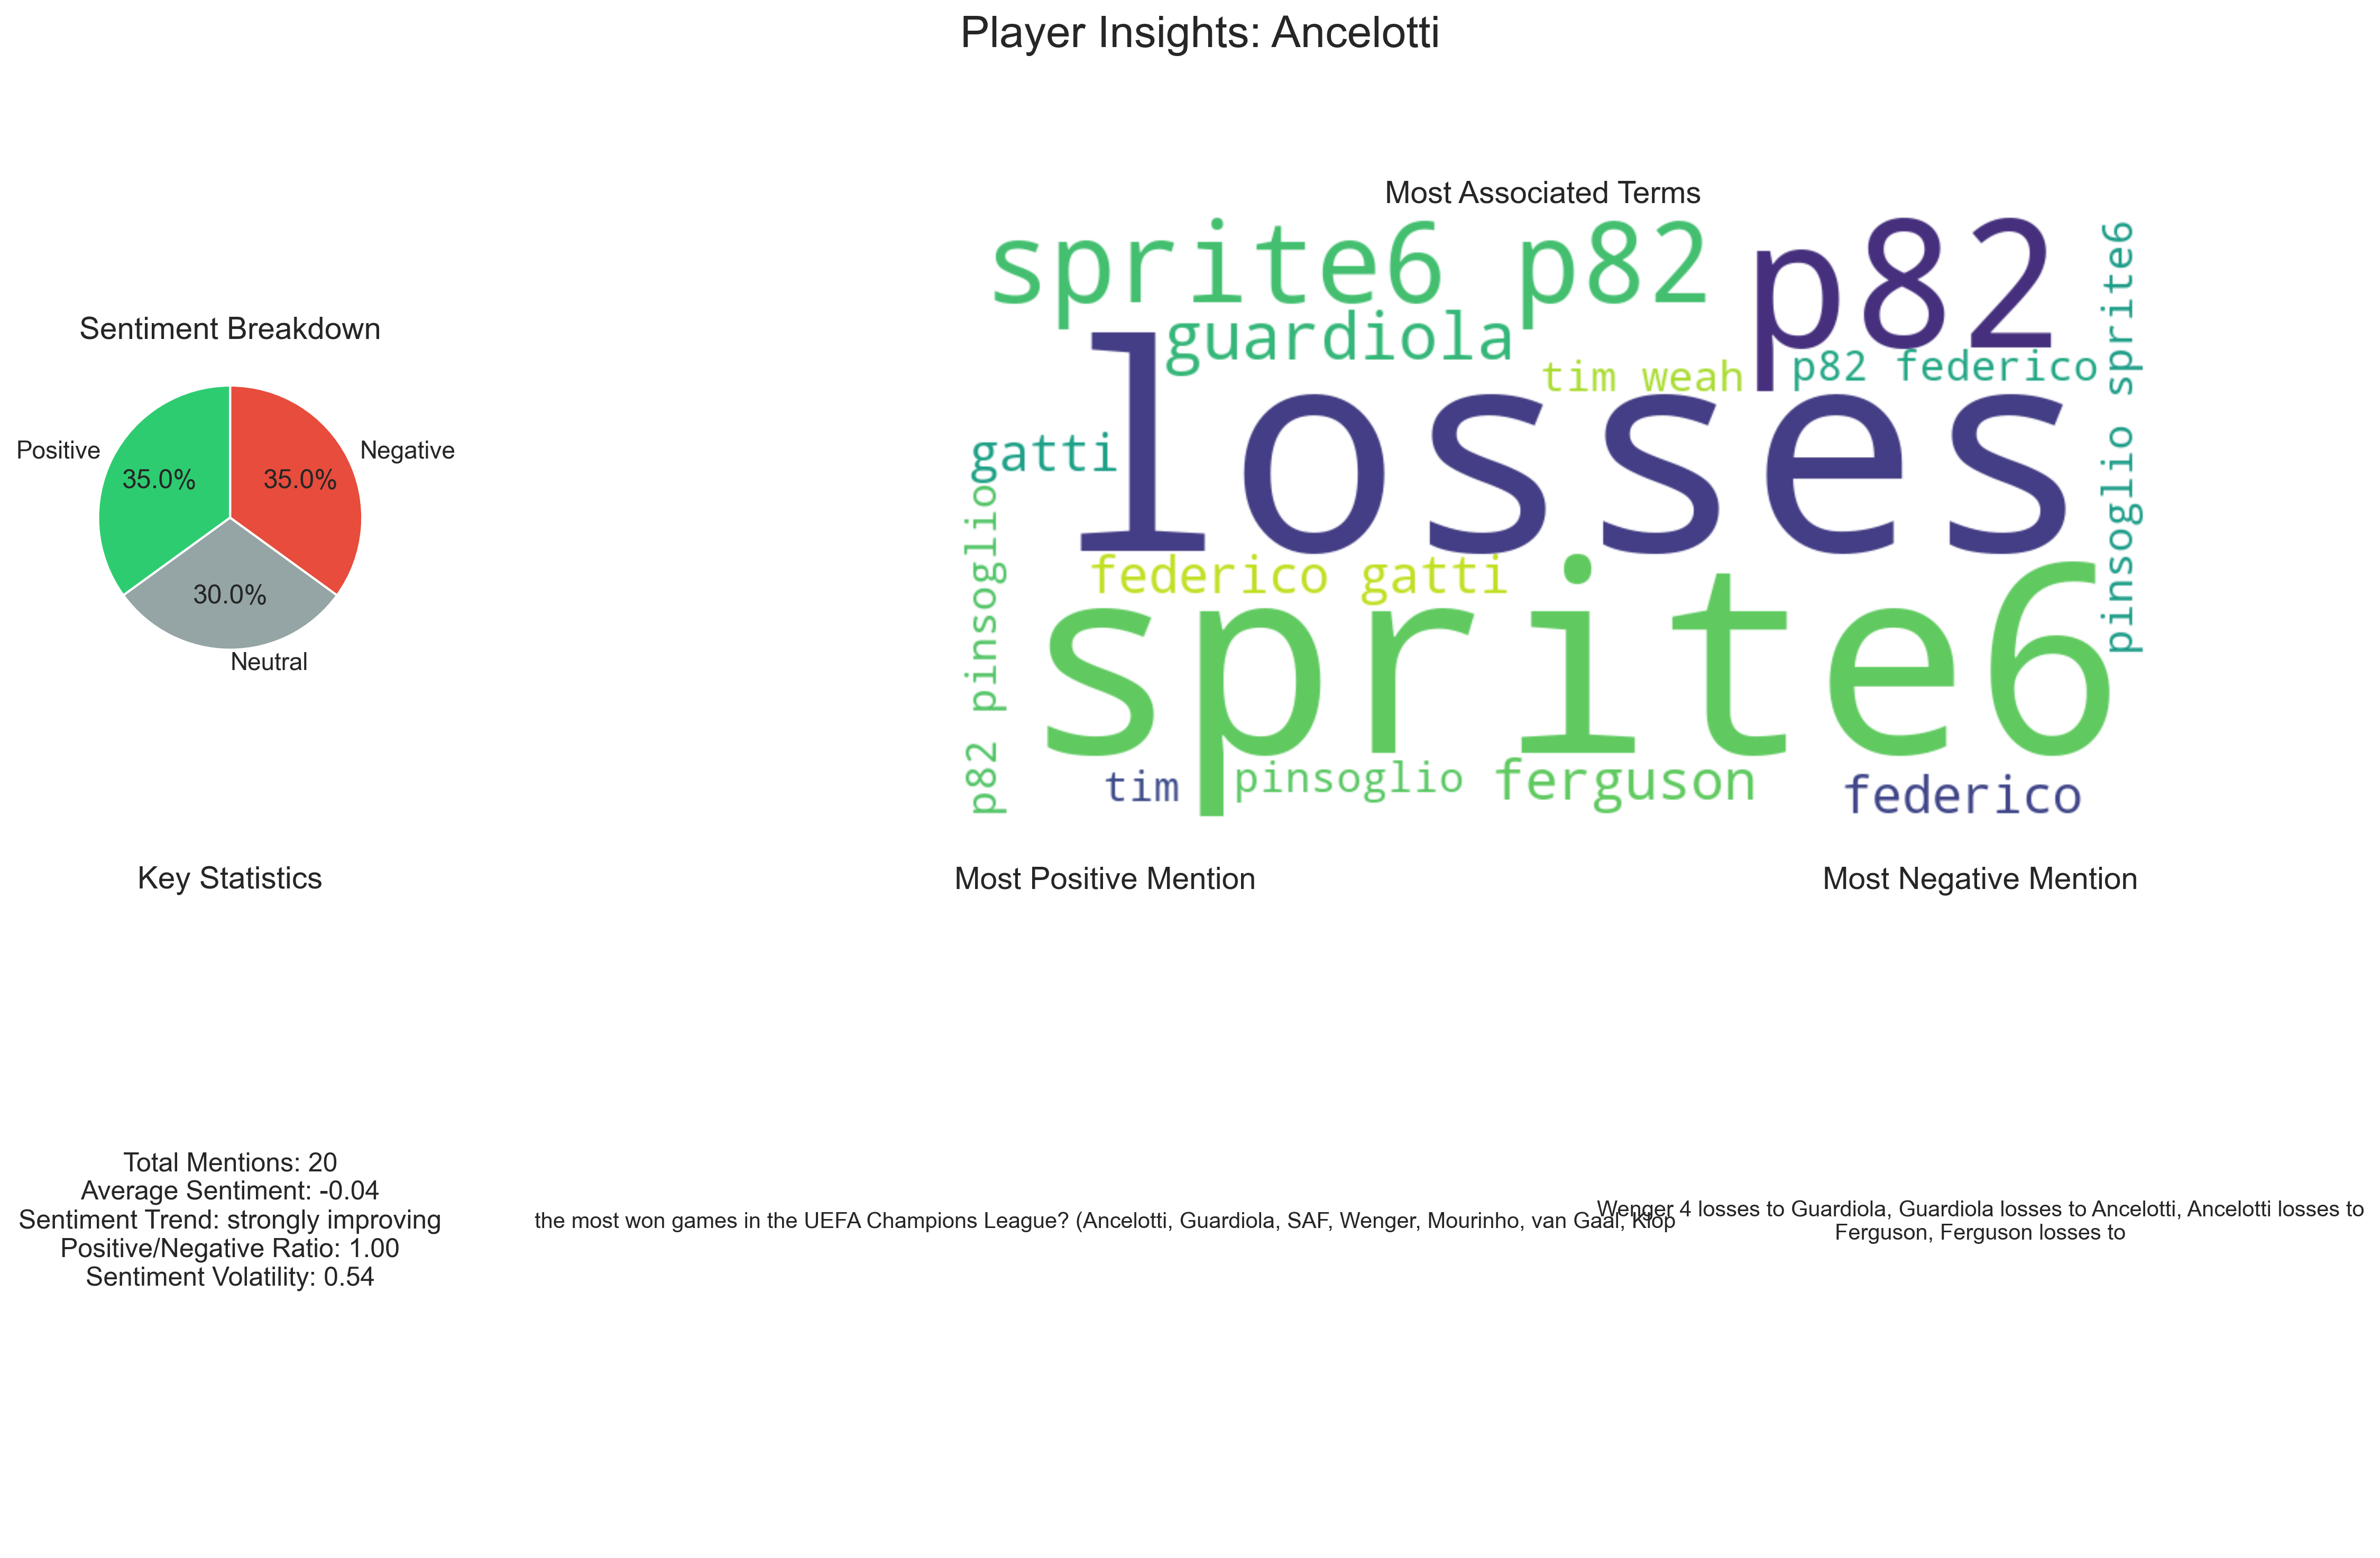 Player Insights: Ancelotti
Sentiment Breakdown
Positive
35.0%
35.0%
Negative
30.0%
Neutral
Most Associated Terms
sprite6 p82
p82
pinsoglio sprite6
guardiola
tim weah
p82 federico
losses
gatti
p82 pinsoglio
federico gatti
sprite6
tim
pinsoglio
ferguson
federico
Key Statistics
Total Mentions: 20
Average Sentiment: -0.04
Sentiment Trend: strongly improving
Positive/Negative Ratio: 1.00
Sentiment Volatility: 0.54
Most Positive Mention
the most won games in the UEFA Champions League? (Ancelotti, Guardiola, SAF, Wenger, Mourinho, van Gaal, Klop
Most Negative Mention
Wenger 4 losses to Guardiola, Guardiola losses to Ancelotti, Ancelotti losses to
Ferguson, Ferguson losses to